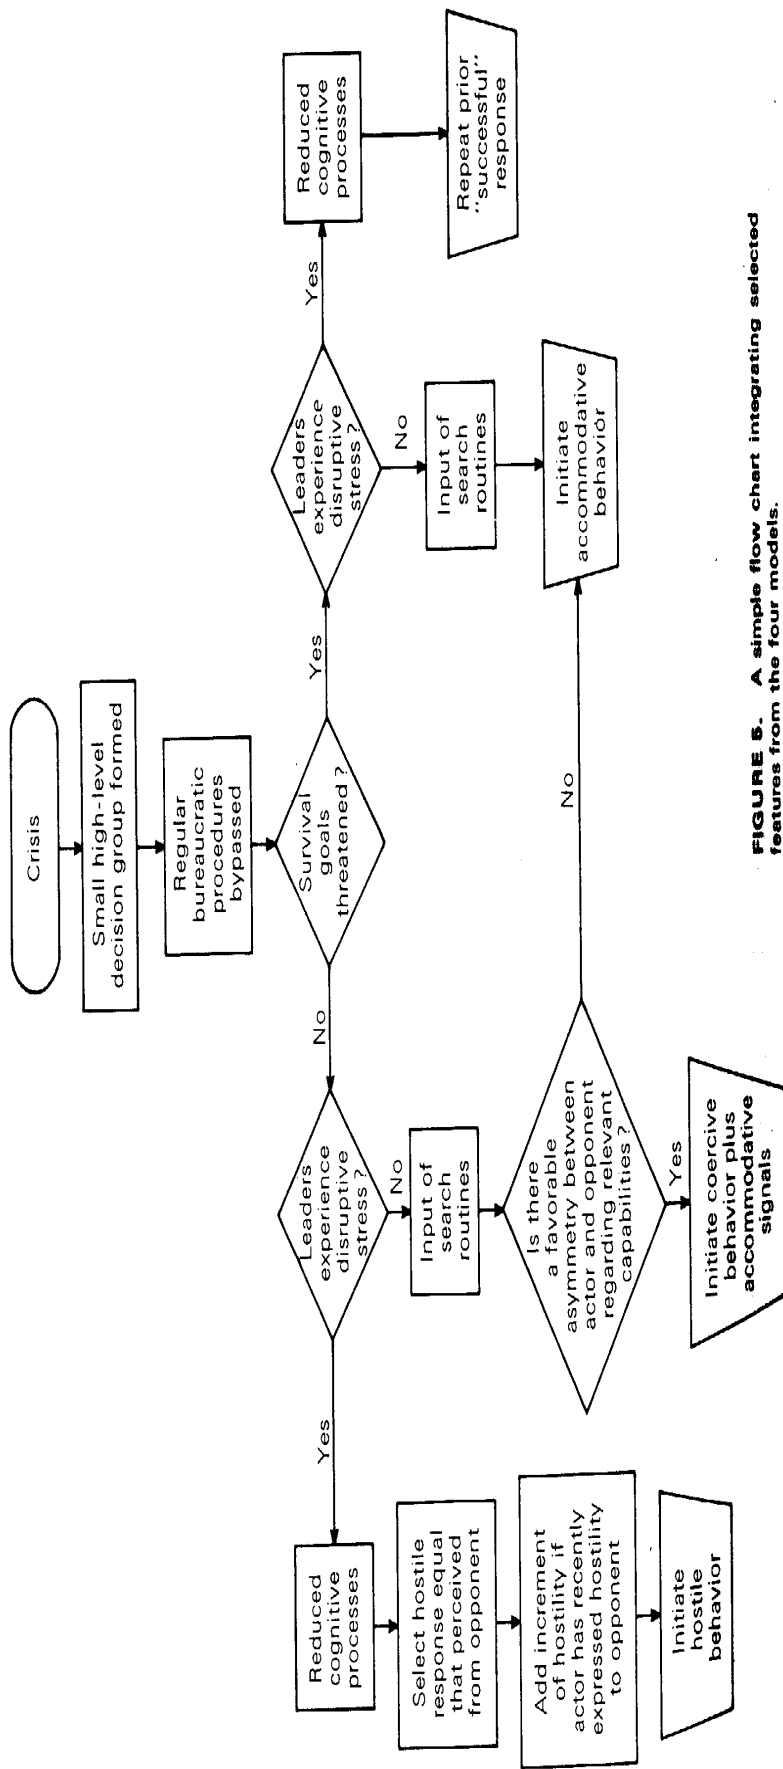 Crisis
Small high-level
decision group formed
Regular
bureaucratic
procedures
bypassed
Survival
goals
threatened ?
No
Yes
Leaders
experience
disruptive
stress ?
Yes
No
Reduced
cognitive
processes
Select hostile
response equal
that perceived
from opponent
Add increment
of hostility if
actor has recently
expressed hostility
to opponent
Initiate
hostile
behavior
Input of
search
routines
Is there
a favorable
asymmetry between
actor and opponent
regarding relevant
capabilities ?
Yes
No
Initiate coercive
behavior plus
accommodative
signals
Leaders
experience
disruptive
stress ?
Yes
No
Input of
search
routines
Initiate
accommodative
behavior
Reduced
cognitive
processes
Repeat prior
"successful"
response
FIGURE 5. A simple flow chart integrating selected
features from the four models.